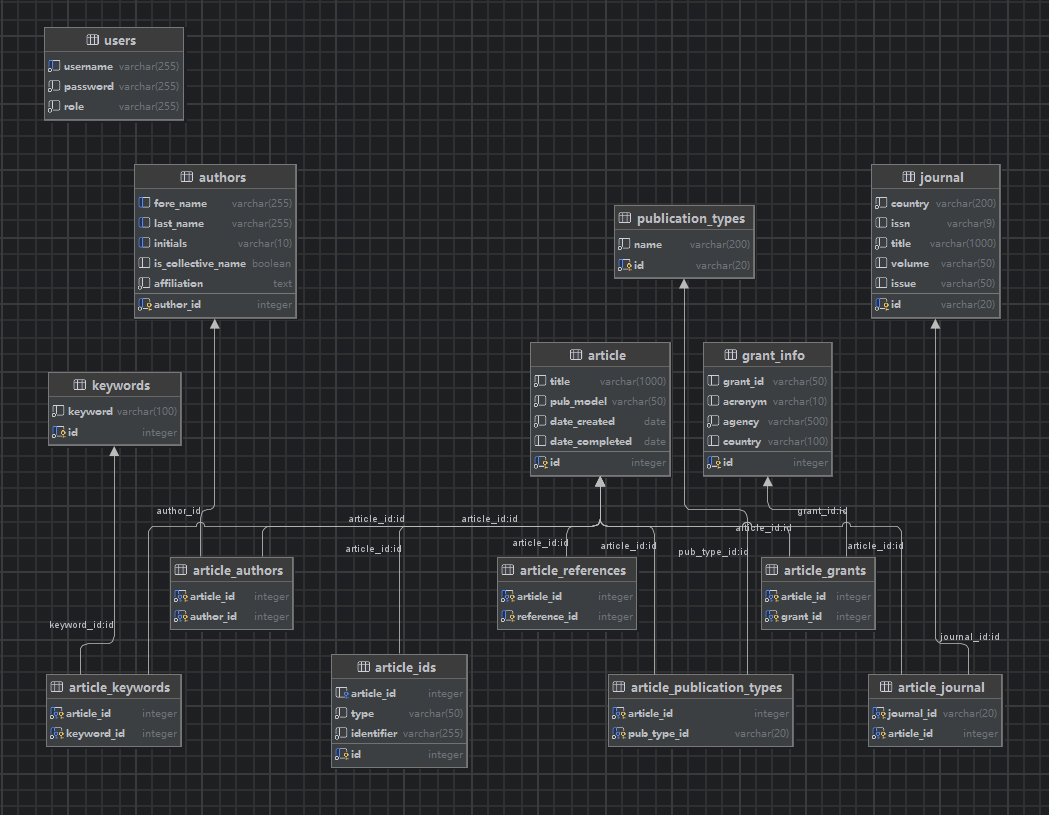 users
username varchar(255)
password varchar(255)
role varchar(255)
authors
fore_name varchar(255)
last_name varchar(255)
initials varchar(10)
is_collective_name boolean
affiliation text
author_id integer
publication_types
name varchar(200)
id varchar(20)
journal
country varchar(200)
issn varchar(9)
title varchar(1000)
volume varchar(50)
issue varchar(50)
id varchar(20)
keywords
keyword varchar(100)
id integer
article
title varchar(1000)
pub_model varchar(50)
date_created date
date_completed date
id integer
grant_info
grant_id varchar(50)
acronym varchar(10)
agency varchar(500)
country varchar(100)
id integer
author_id
article_id:id
article_id:id
grant_id:id
article_id:id
article_id:id
article_id:id
article_id:id
pub_type_id:id
article_id:id
article_authors
article_id integer
author_id integer
article_references
article_id integer
reference_id integer
article_grants
article_id integer
grant_id integer
keyword_id:id
journal_id:id
article_keywords
article_id integer
keyword_id integer
article_ids
article_id integer
type varchar(50)
identifier varchar(255)
id integer
article_publication_types
article_id integer
pub_type_id varchar(20)
article_journal
journal_id varchar(20)
article_id integer